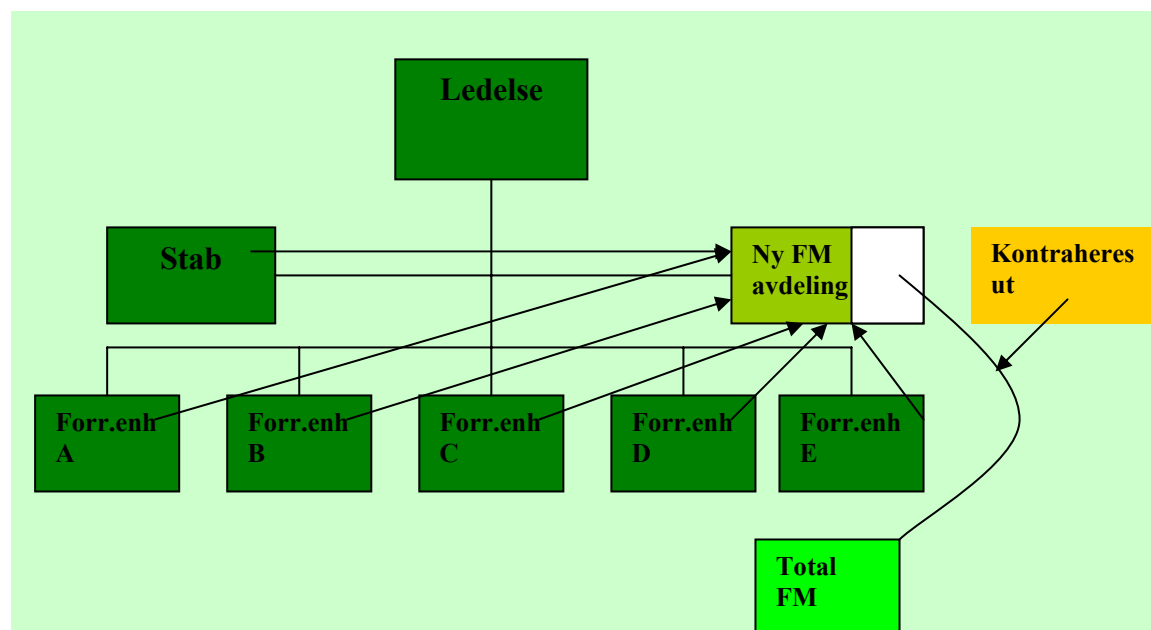 Ledelse
Stab
Ny FM
avdeling
Kontraheres
ut
Forr.enh
A
Forr.enh
B
Forr.enh
C
Forr.enh
D
Forr.enh
E
Total
FM